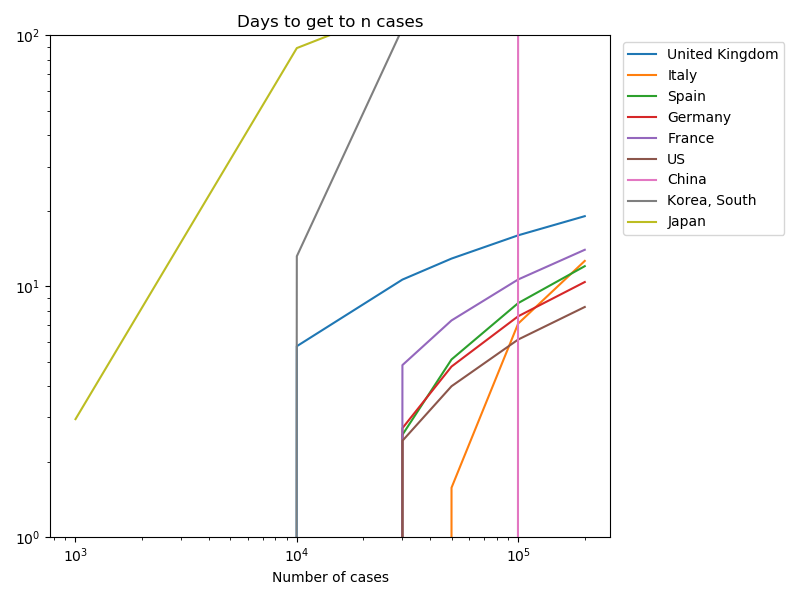 Days to get to n cases
10²
10¹
10⁰
10³
10⁴
10⁵
Number of cases
United Kingdom
Italy
Spain
Germany
France
US
China
Korea, South
Japan